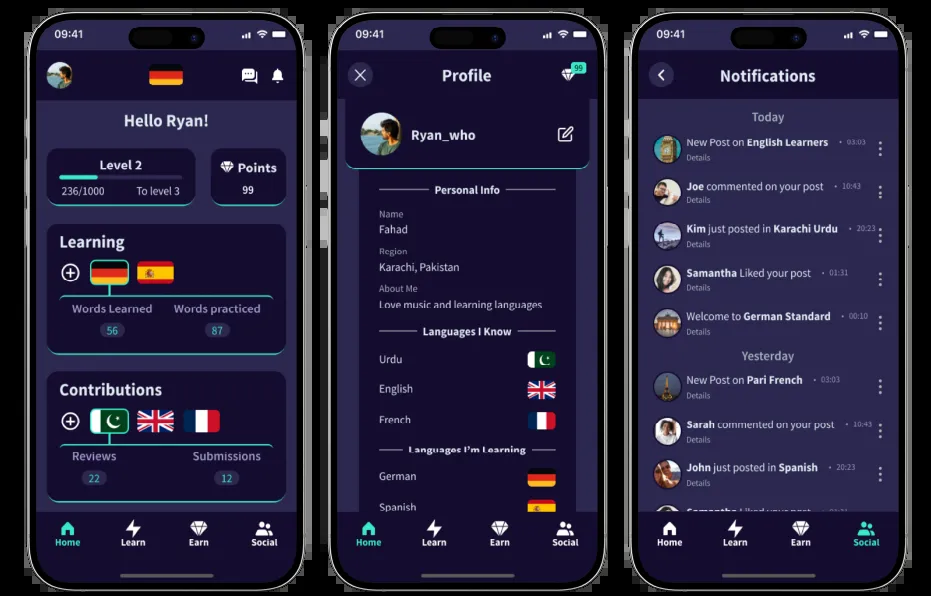 09:41
Hello Ryan!
Level 2
236/1000 To level 3
Points
99
Learning
Words Learned Words practiced
56 87
Contributions
Reviews Submissions
22 12
Home Learn Earn Social
09:41
Profile
99
Ryan_who
Personal Info
Name
Fahad
Region
Karachi, Pakistan
About Me
Love music and learning languages
Languages I Know
Urdu
English
French
Languages I'm Learning
German
Spanish
Home Learn Earn Social
09:41
Notifications
Today
New Post on English Learners • 03:03
Details
Joe commented on your post • 10:43
Details
Kim just posted in Karachi Urdu • 20:23
Details
Samantha Liked your post • 01:31
Details
Welcome to German Standard • 00:10
Details
Yesterday
New Post on Pari French • 03:03
Details
Sarah commented on your post • 10:43
Details
John just posted in Spanish • 20:23
Details
Samantha Liked your post • 01:31
Home Learn Earn Social